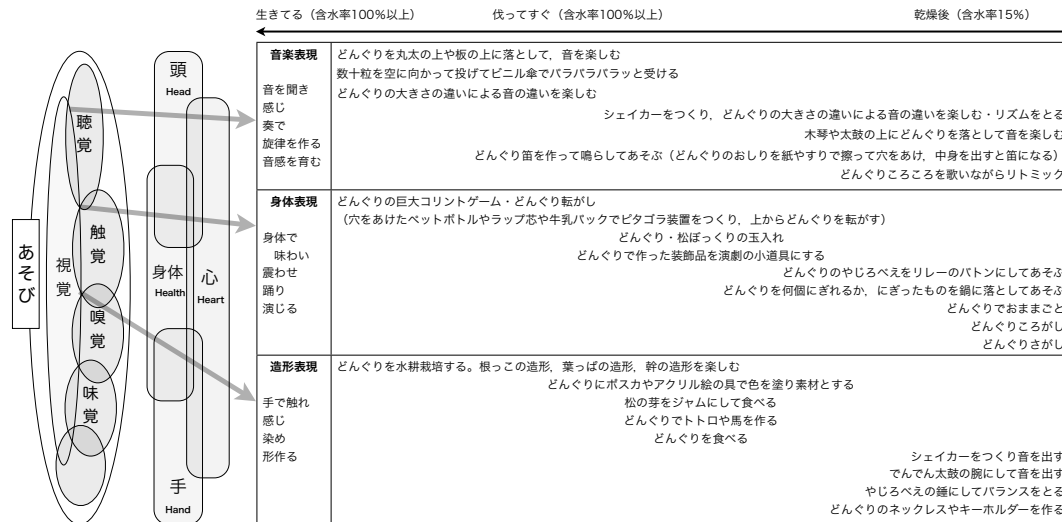 生きてる（含水率100％以上）　伐ってすぐ（含水率100％以上）　乾燥後（含水率15％）
あそび
視覚
聴覚
触覚
嗅覚
味覚
頭
Head
身体
Health
心
Heart
手
Hand
音楽表現
音を聞き
感じ
奏で
旋律を作る
音感を育む
どんぐりを丸太の上や板の上に落として，音を楽しむ
数十粒を空に向かって投げてビニル傘でバラバラバラッと受ける
どんぐりの大きさの違いによる音の違いを楽しむ
シェイカーをつくり，どんぐりの大きさの違いによる音の違いを楽しむ・リズムをとる
木琴や太鼓の上にどんぐりを落として音を楽しむ
どんぐり笛を作って鳴らしてあそぶ（どんぐりのおしりを紙やすりで擦って穴をあけ，中身を出すと笛になる）
どんぐりころころを歌いながらリトミック
身体表現
身体で
味わい
震わせ
踊り
演じる
どんぐりの巨大コリントゲーム・どんぐり転がし
（穴をあけたペットボトルやラップ芯や牛乳パックでピタゴラ装置をつくり，上からどんぐりを転がす）
どんぐり・松ぼっくりの玉入れ
どんぐりで作った装飾品を演劇の小道具にする
どんぐりのやじろべえをリレーのバトンにしてあそぶ
どんぐりを何個にぎれるか，にぎったものを鍋に落としてあそぶ
どんぐりでおままごと
どんぐりころがし
どんぐりさがし
造形表現
手で触れ
感じ
染め
形作る
どんぐりを水耕栽培する。根っこの造形，葉っぱの造形，幹の造形を楽しむ
どんぐりにポスカやアクリル絵の具で色を塗り素材とする
松の芽をジャムにして食べる
どんぐりでトトロや馬を作る
どんぐりを食べる
シェイカーをつくり音を出す
でんでん太鼓の腕にして音を出す
やじろべえの錘にしてバランスをとる
どんぐりのネックレスやキーホルダーを作る